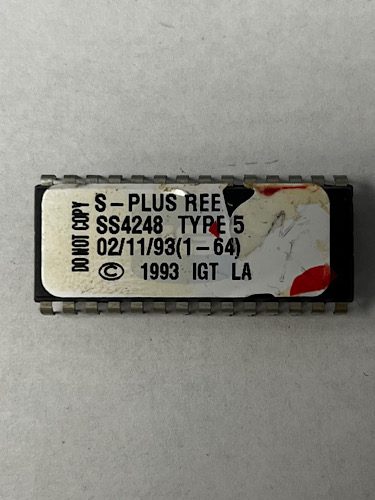 DO NOT COPY
S-PLUS REE
SS4248 TYPE 5
02/11/93(1-64)
© 1993 IGT LA